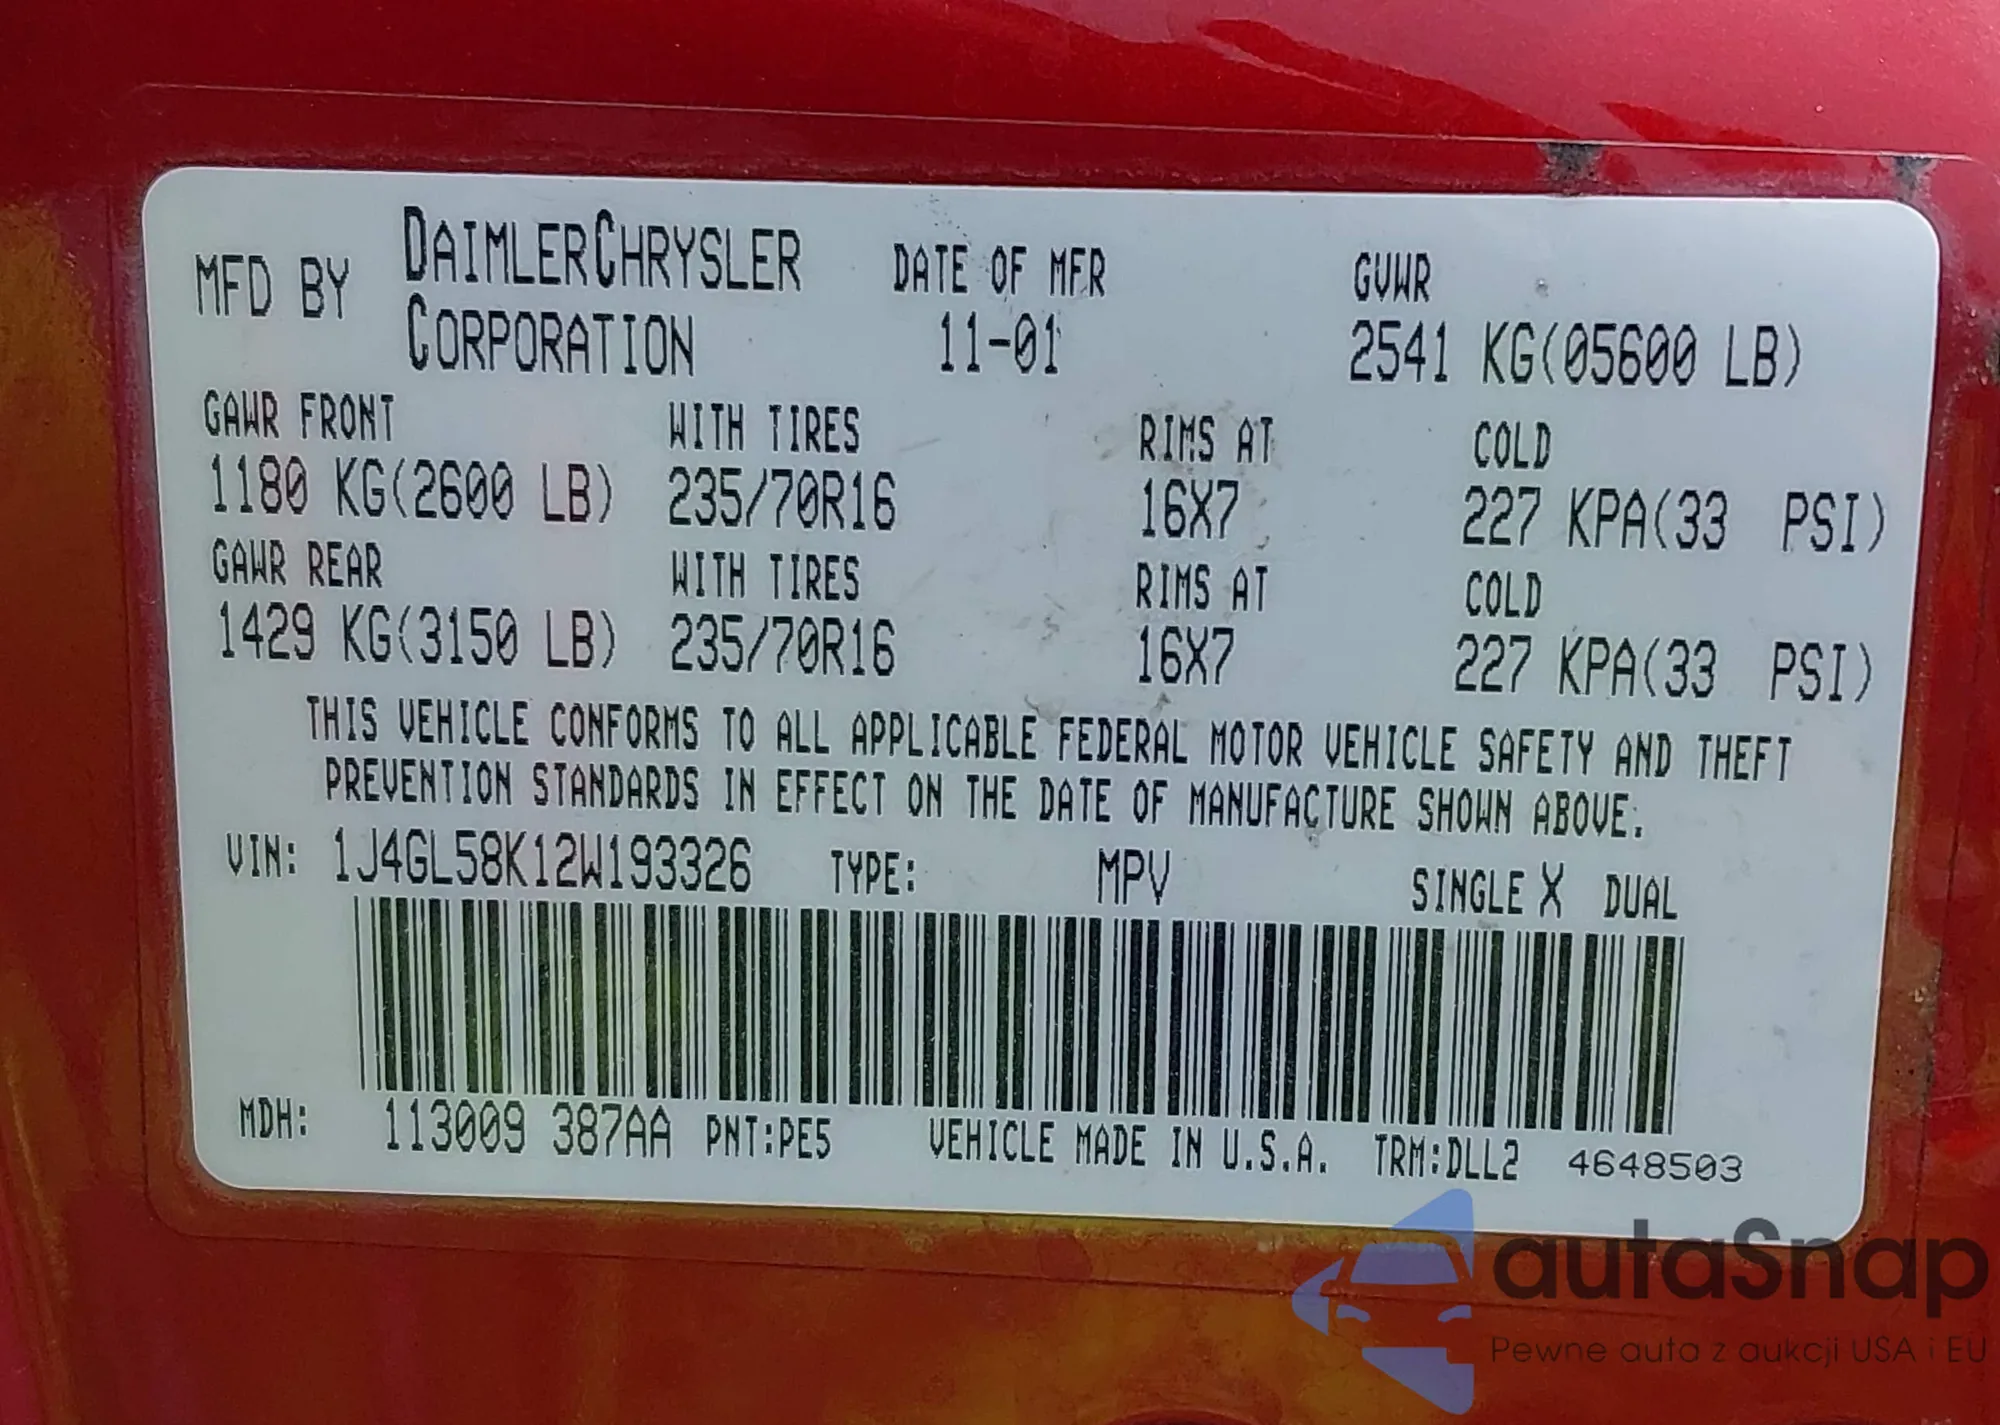 MFD BY DAIMLERCHRYSLER CORPORATION DATE OF MFR 11-01 GVWR 2541 KG(05600 LB)
GAWR FRONT WITH TIRES RIMS AT COLD
1180 KG(2600 LB) 235/70R16 16X7 227 KPA(33 PSI)
GAWR REAR WITH TIRES RIMS AT COLD
1429 KG(3150 LB) 235/70R16 16X7 227 KPA(33 PSI)
THIS VEHICLE CONFORMS TO ALL APPLICABLE FEDERAL MOTOR VEHICLE SAFETY AND THEFT
PREVENTION STANDARDS IN EFFECT ON THE DATE OF MANUFACTURE SHOWN ABOVE.
VIN: 1J4GL58K12W193326 TYPE: MPV SINGLE X DUAL
MDH: 113009 387AA PNT:PE5 VEHICLE MADE IN U.S.A. TRM:DLL2 4648503
autaSnap
Pewne auta z aukcji USA i EU